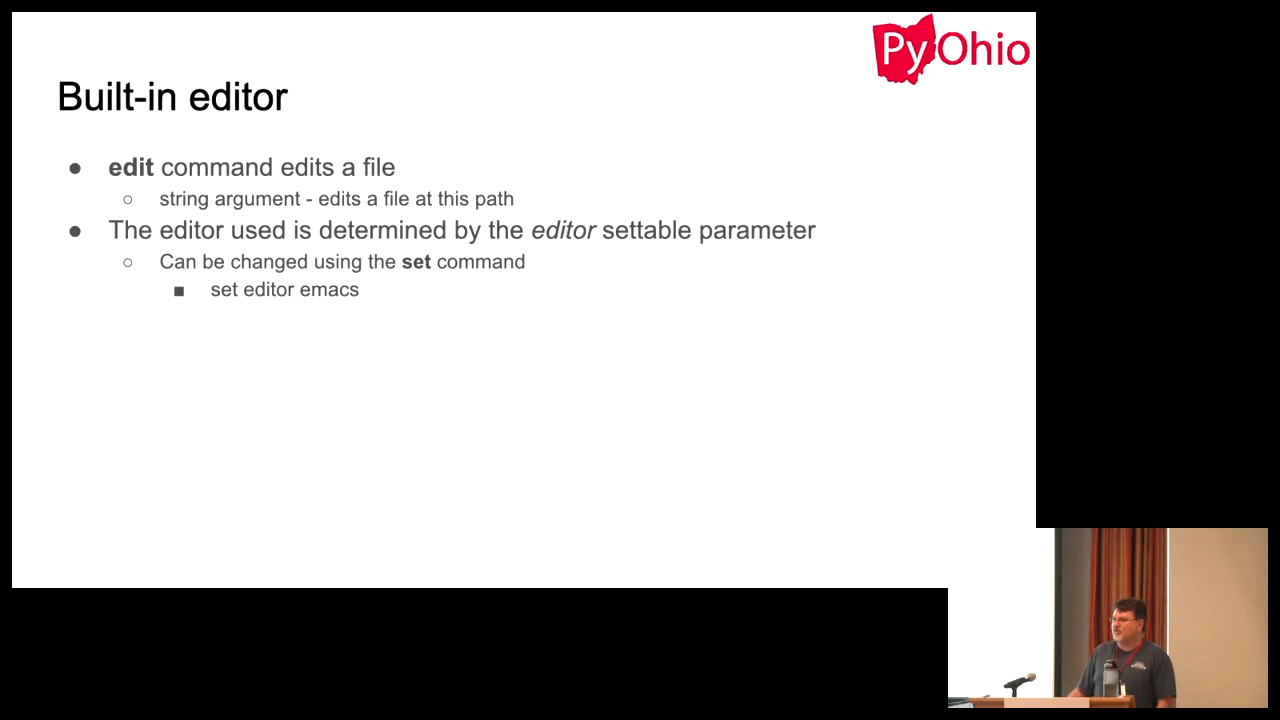 PyOhio
Built-in editor
● edit command edits a file
○ string argument - edits a file at this path
● The editor used is determined by the editor settable parameter
○ Can be changed using the set command
■ set editor emacs